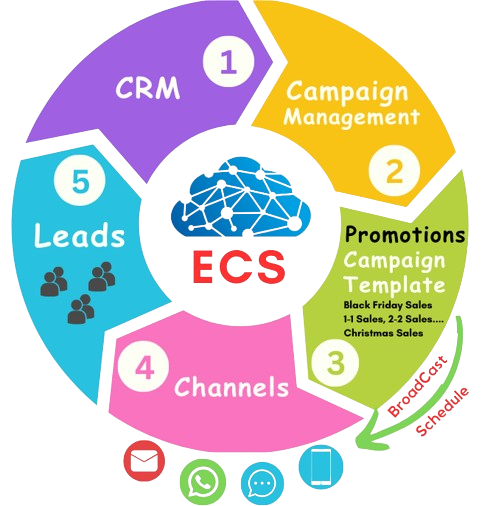 1
CRM
Campaign
Management
2
Promotions
Campaign
Template
Black Friday Sales
1-1 Sales, 2-2 Sales....
Christmas Sales
3
BroadCast
Schedule
4
Channels
5
Leads
ECS